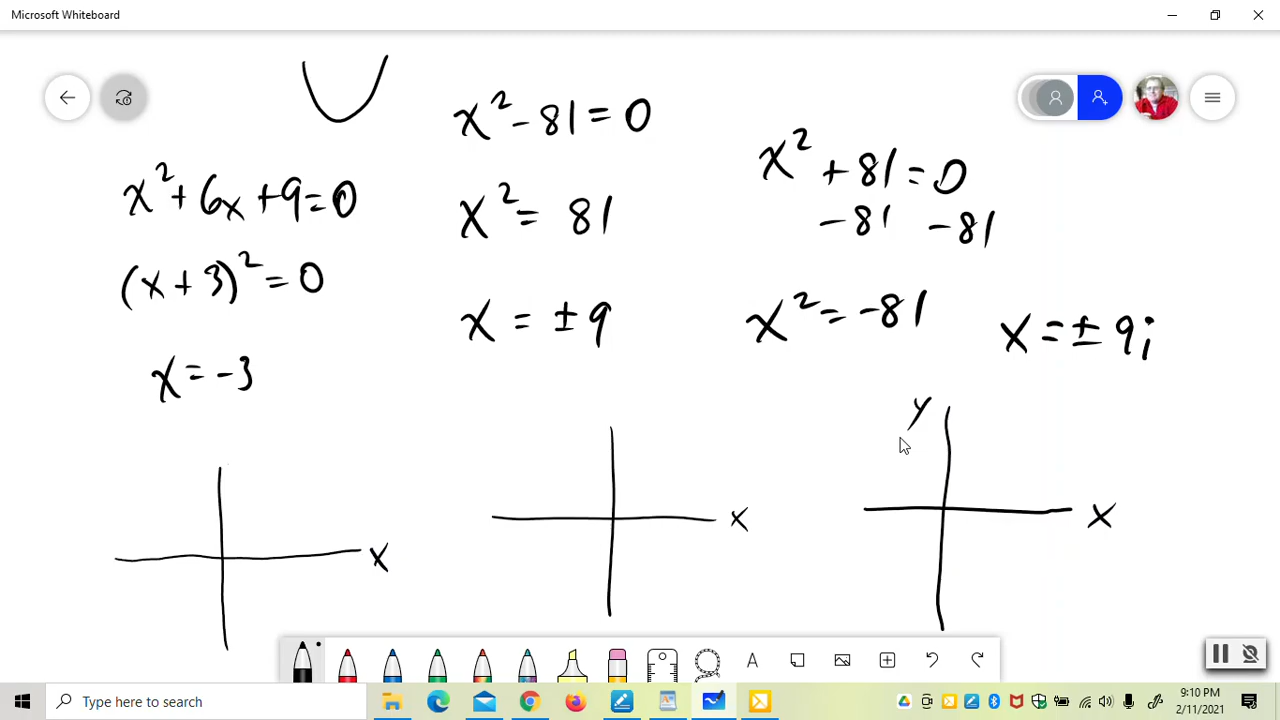 Microsoft Whiteboard
x² + 6x + 9 = 0
(x + 3)² = 0
x = -3
x
x² - 81 = 0
x² = 81
x = ± 9
x
x² + 81 = 0
- 81 - 81
x² = -81
x = ± 9i
y
x
A
Type here to search
9:10 PM
2/11/2021